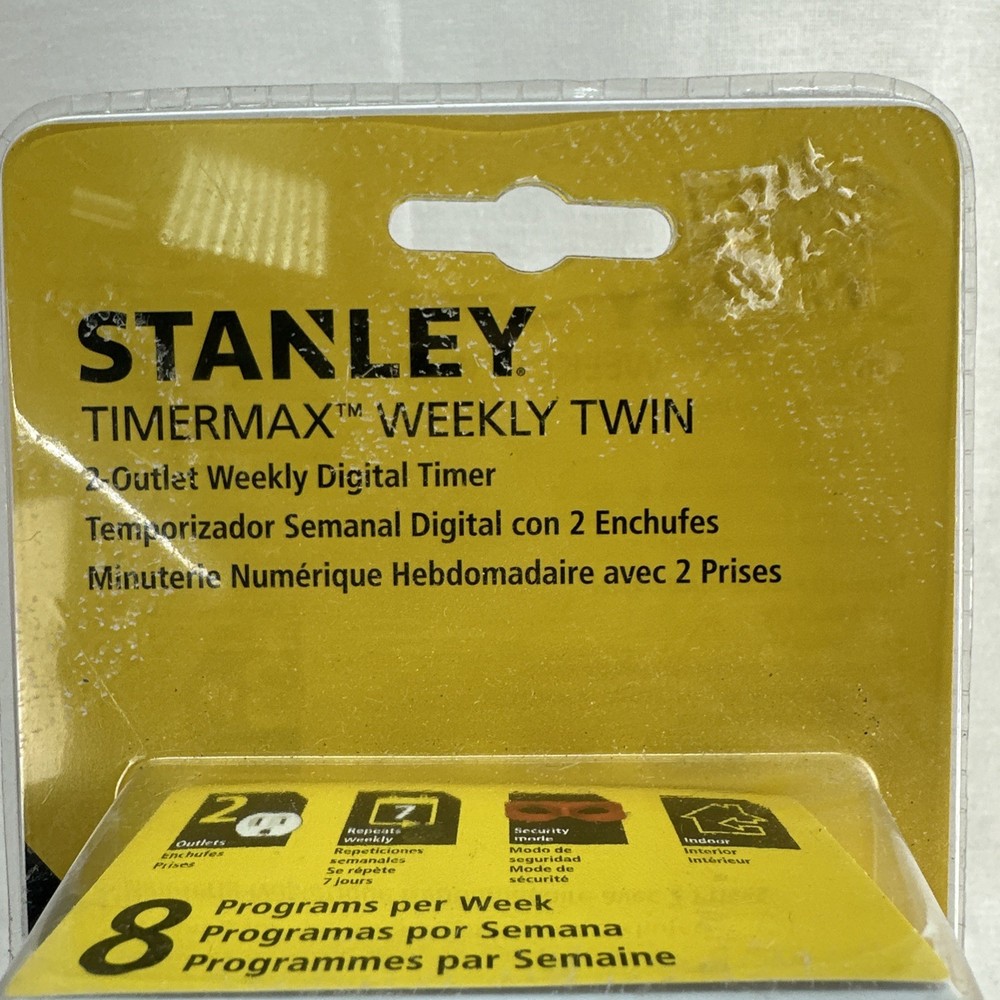 STANLEY®
TIMERMAX™ WEEKLY TWIN
2-Outlet Weekly Digital Timer
Temporizador Semanal Digital con 2 Enchufes
Minuterie Numérique Hebdomadaire avec 2 Prises
2
Outlets
Enchufes
Prises
7
Repeats
Weekly
Repeticiones
semanales
Se répète
7 jours
Security
mode
Modo de
seguridad
Mode de
sécurité
Indoor
Interior
Intérieur
8
Programs per Week
Programas por Semana
Programmes par Semaine